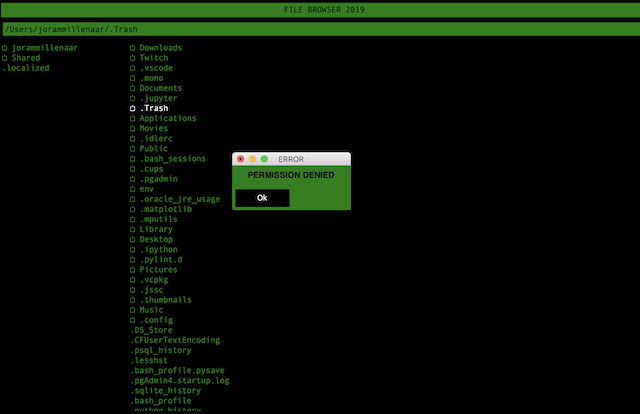 FILE BROWSER 2019
/Users/jorammillenaar/.Trash
jorammillenaar
Shared
.localized
Downloads
Twitch
.vscode
.mono
Documents
.jupyter
.Trash
Applications
Movies
.idlerc
Public
.bash_sessions
.cups
.pgadmin
env
.oracle_jre_usage
.matplotlib
.mputils
Library
Desktop
.ipython
.pylint.d
Pictures
.vcpkg
.jssc
.thumbnails
Music
.config
.DS_Store
.CFUserTextEncoding
.psql_history
.lesshst
.bash_profile.pysave
.pgAdmin4.startup.log
.sqlite_history
.bash_profile
.python_history
ERROR
PERMISSION DENIED
Ok